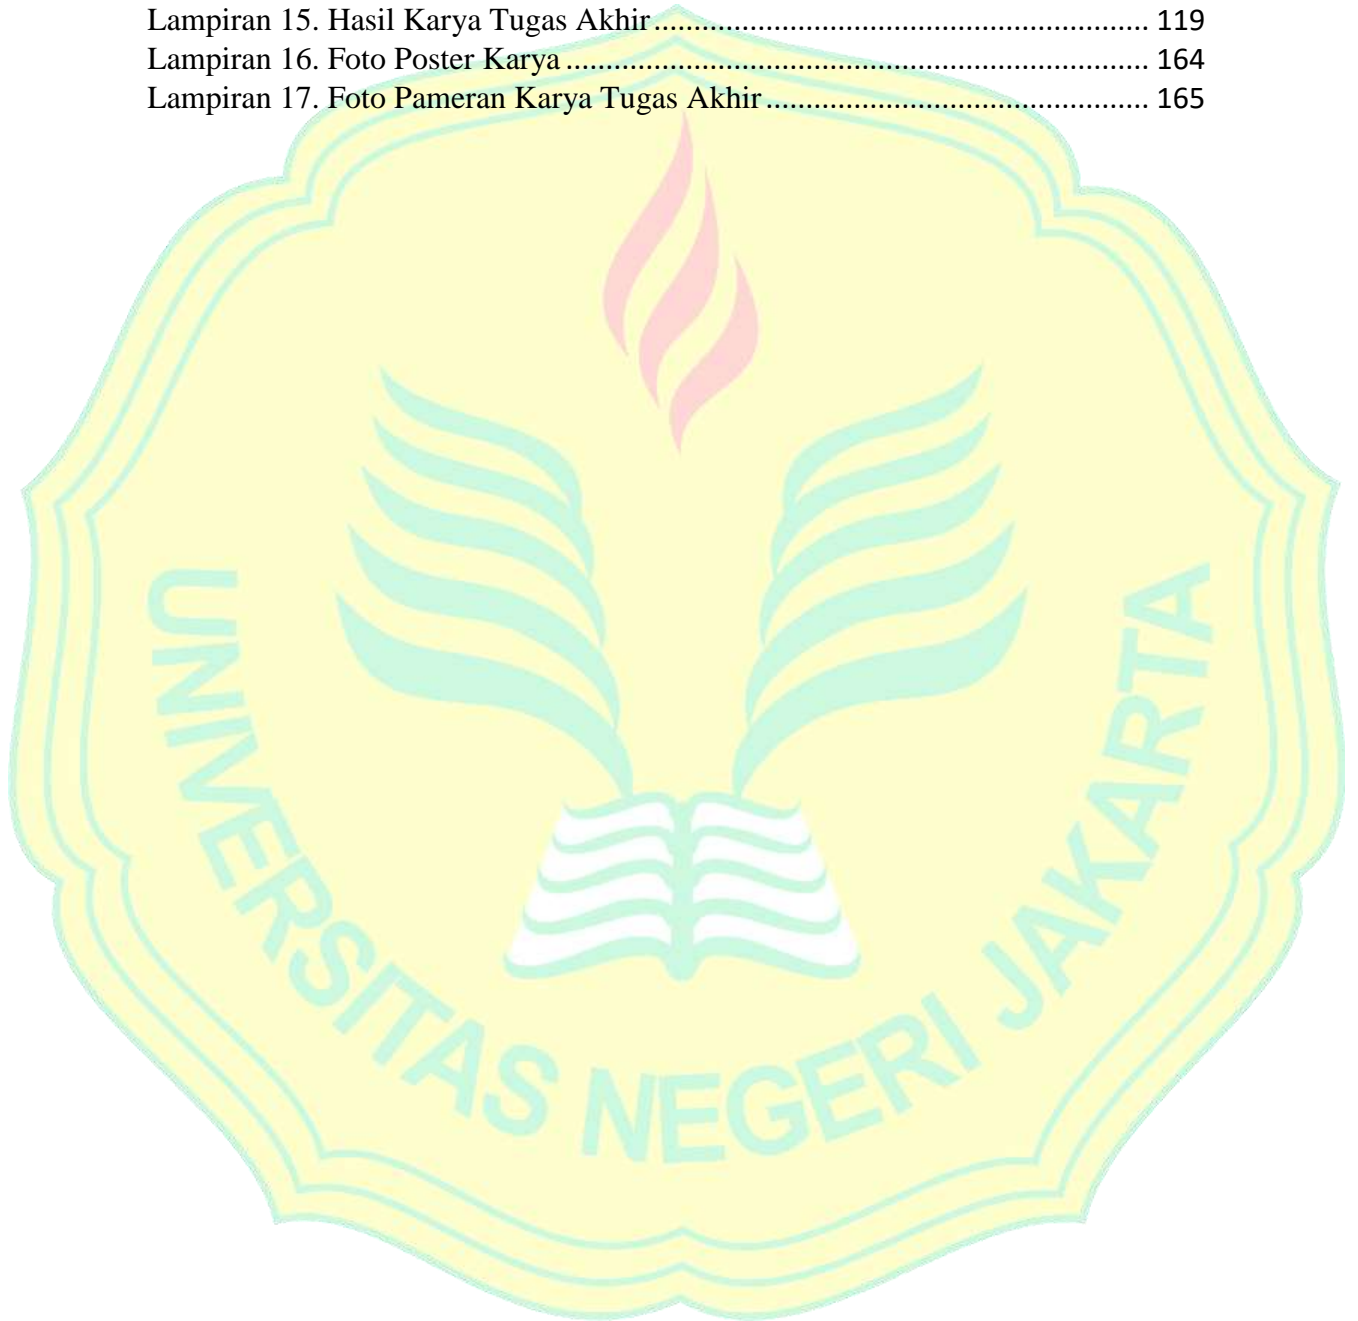 Lampiran 15. Hasil Karya Tugas Akhir.............................................................. 119
Lampiran 16. Foto Poster Karya ......................................................................... 164
Lampiran 17. Foto Pameran Karya Tugas Akhir................................................ 165
UNIVERSITAS NEGERI JAKARTA